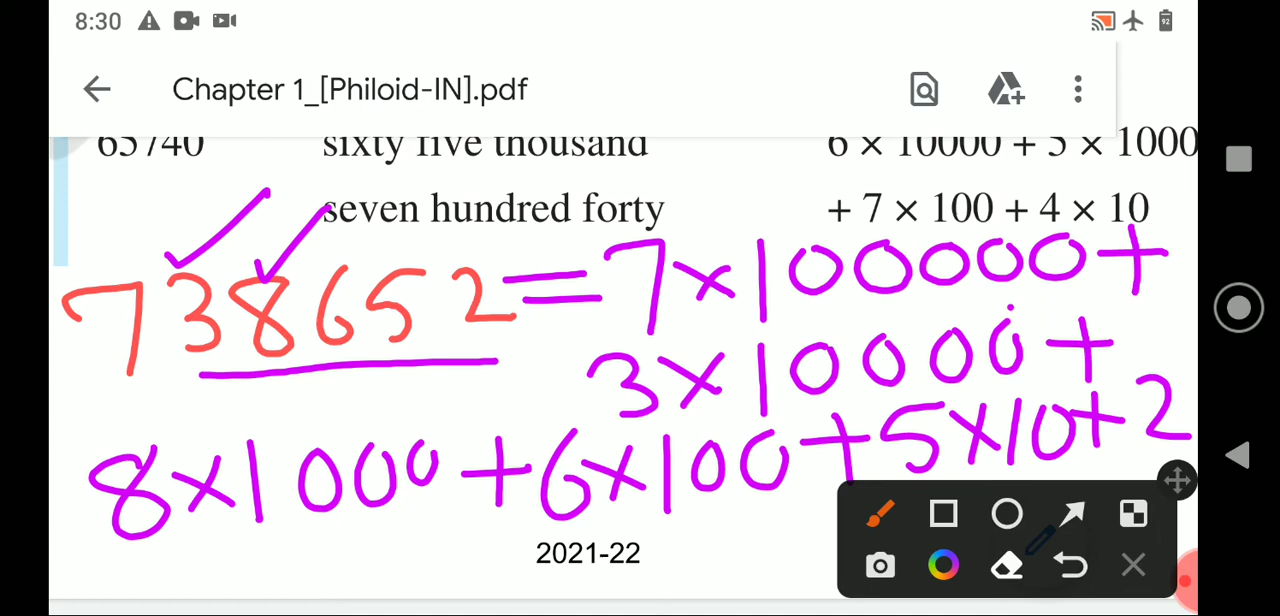 8:30
92
Chapter 1_[Philoid-IN].pdf
65740 sixty five thousand 6 × 10000 + 5 × 1000
seven hundred forty + 7 × 100 + 4 × 10
738652 = 7×100000+
3×10000+
8×1000+6×100+5×10+2
2021-22